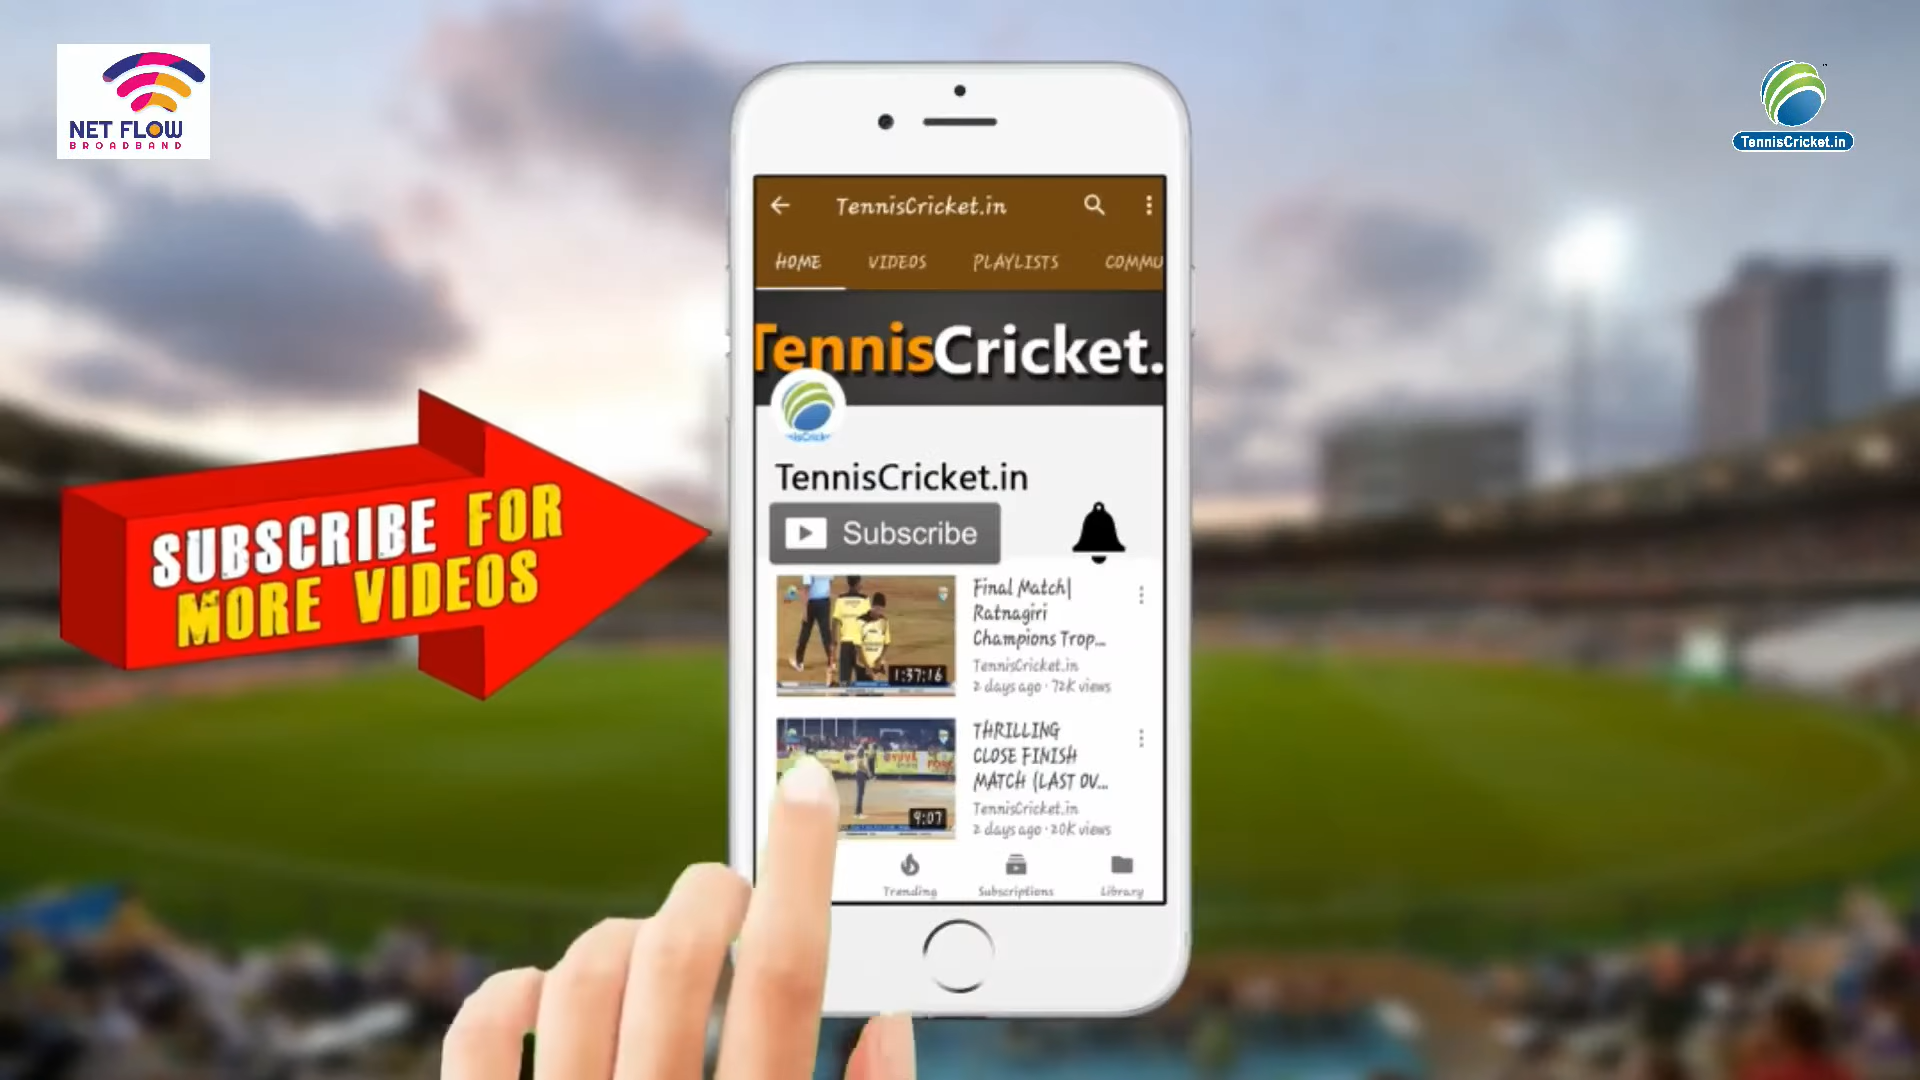 NET FLOW
BROADBAND
TennisCricket.in
TennisCricket.in
HOME VIDEOS PLAYLISTS COMMU
TennisCricket.
TennisCricket.in
Subscribe
SUBSCRIBE FOR
MORE VIDEOS
Final Match|
Ratnagiri
Champions Trop...
TennisCricket.in
2 days ago · 72K views
1:37:16
THRILLING
CLOSE FINISH
MATCH (LAST OV...
TennisCricket.in
2 days ago · 20K views
9:07
Trending Subscriptions Library